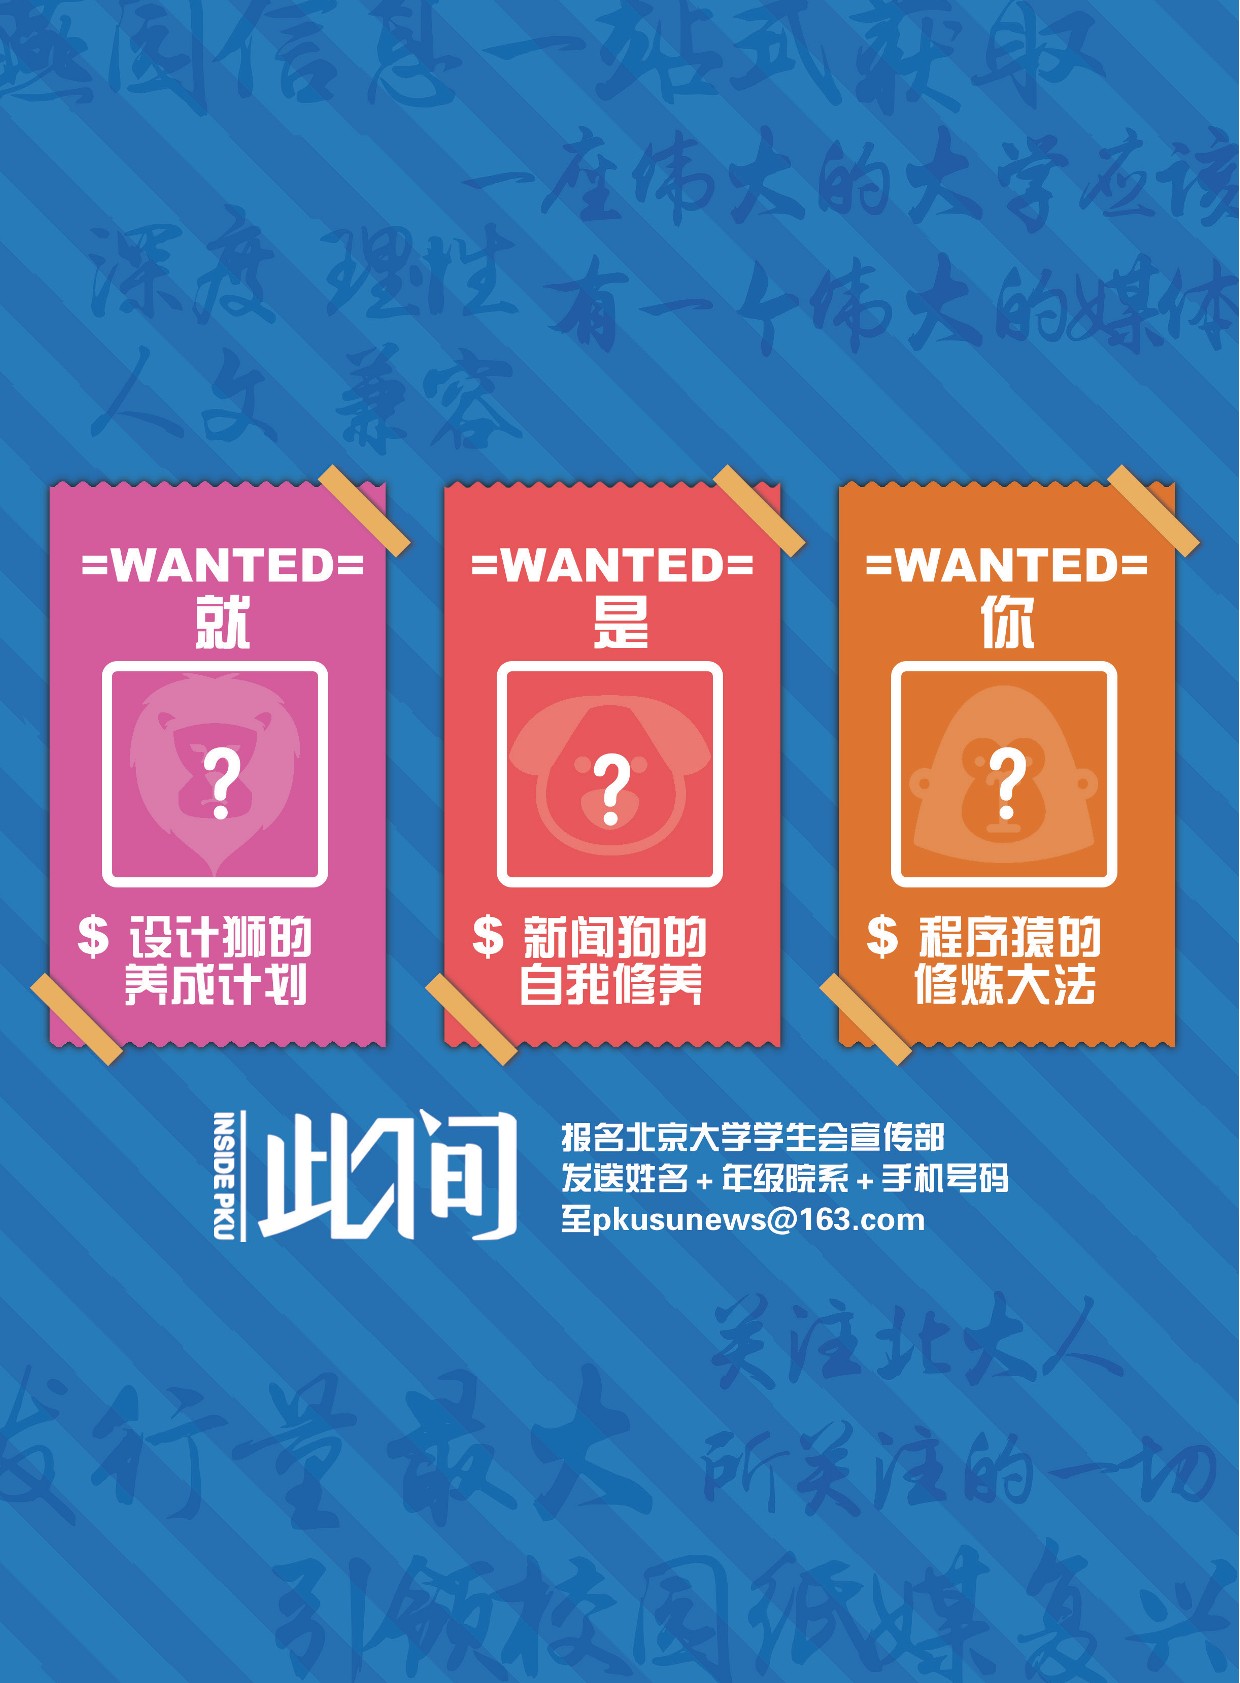 燕园信息一站式获取
一座伟大的大学应该
有一个伟大的媒体
深度 理性
人文 兼容
=WANTED=
就
?
$ 设计狮的
养成计划
=WANTED=
是
?
$ 新闻狗的
自我修养
=WANTED=
你
?
$ 程序猿的
修炼大法
INSIDE PKU
此间
报名北京大学学生会宣传部
发送姓名+年级院系+手机号码
至pkusunews@163.com
关注北大人
所关注的一切
发行量最大
引领校园纸媒复兴